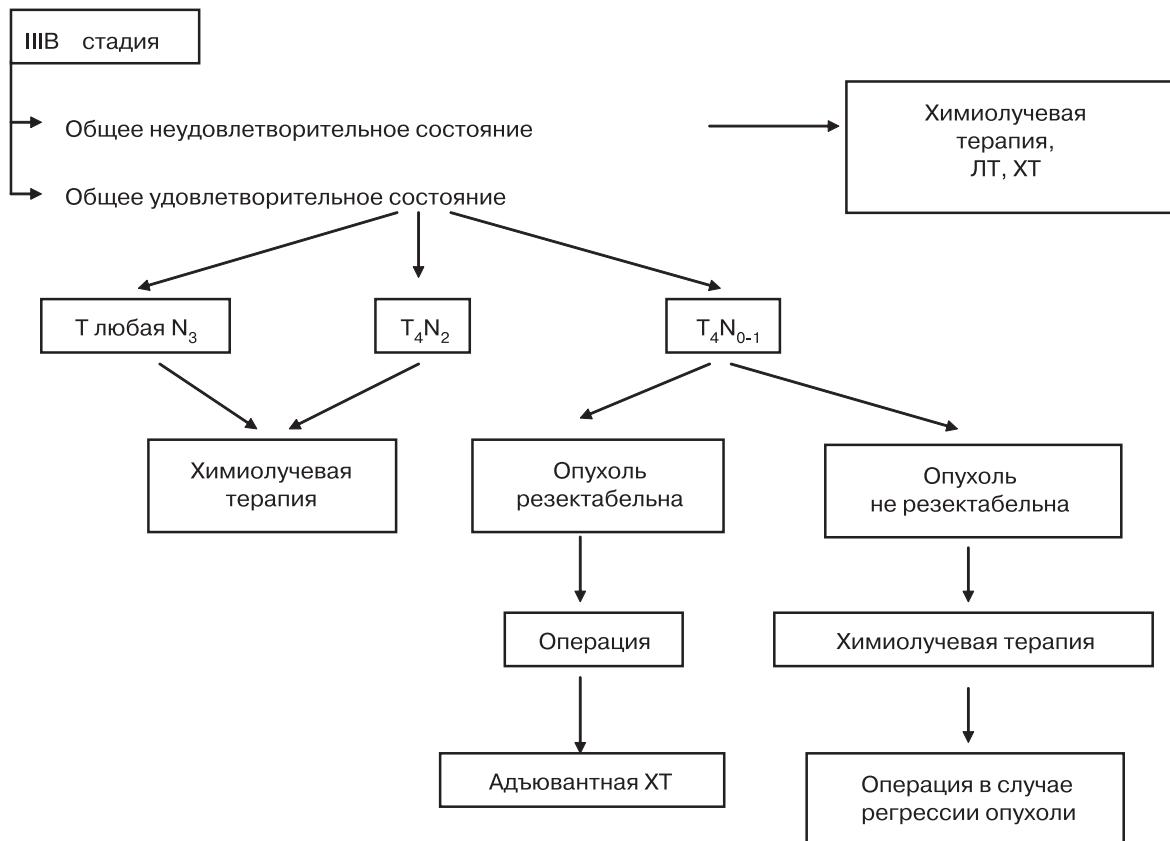 IIIВ стадия
Общее неудовлетворительное состояние
Химиолучевая
терапия,
ЛТ, ХТ
Общее удовлетворительное состояние
Т любая N₃
T₄N₂
T₄N₀₋₁
Химиолучевая
терапия
Опухоль
резектабельна
Опухоль
не резектабельна
Операция
Химиолучевая терапия
Адъювантная ХТ
Операция в случае
регрессии опухоли